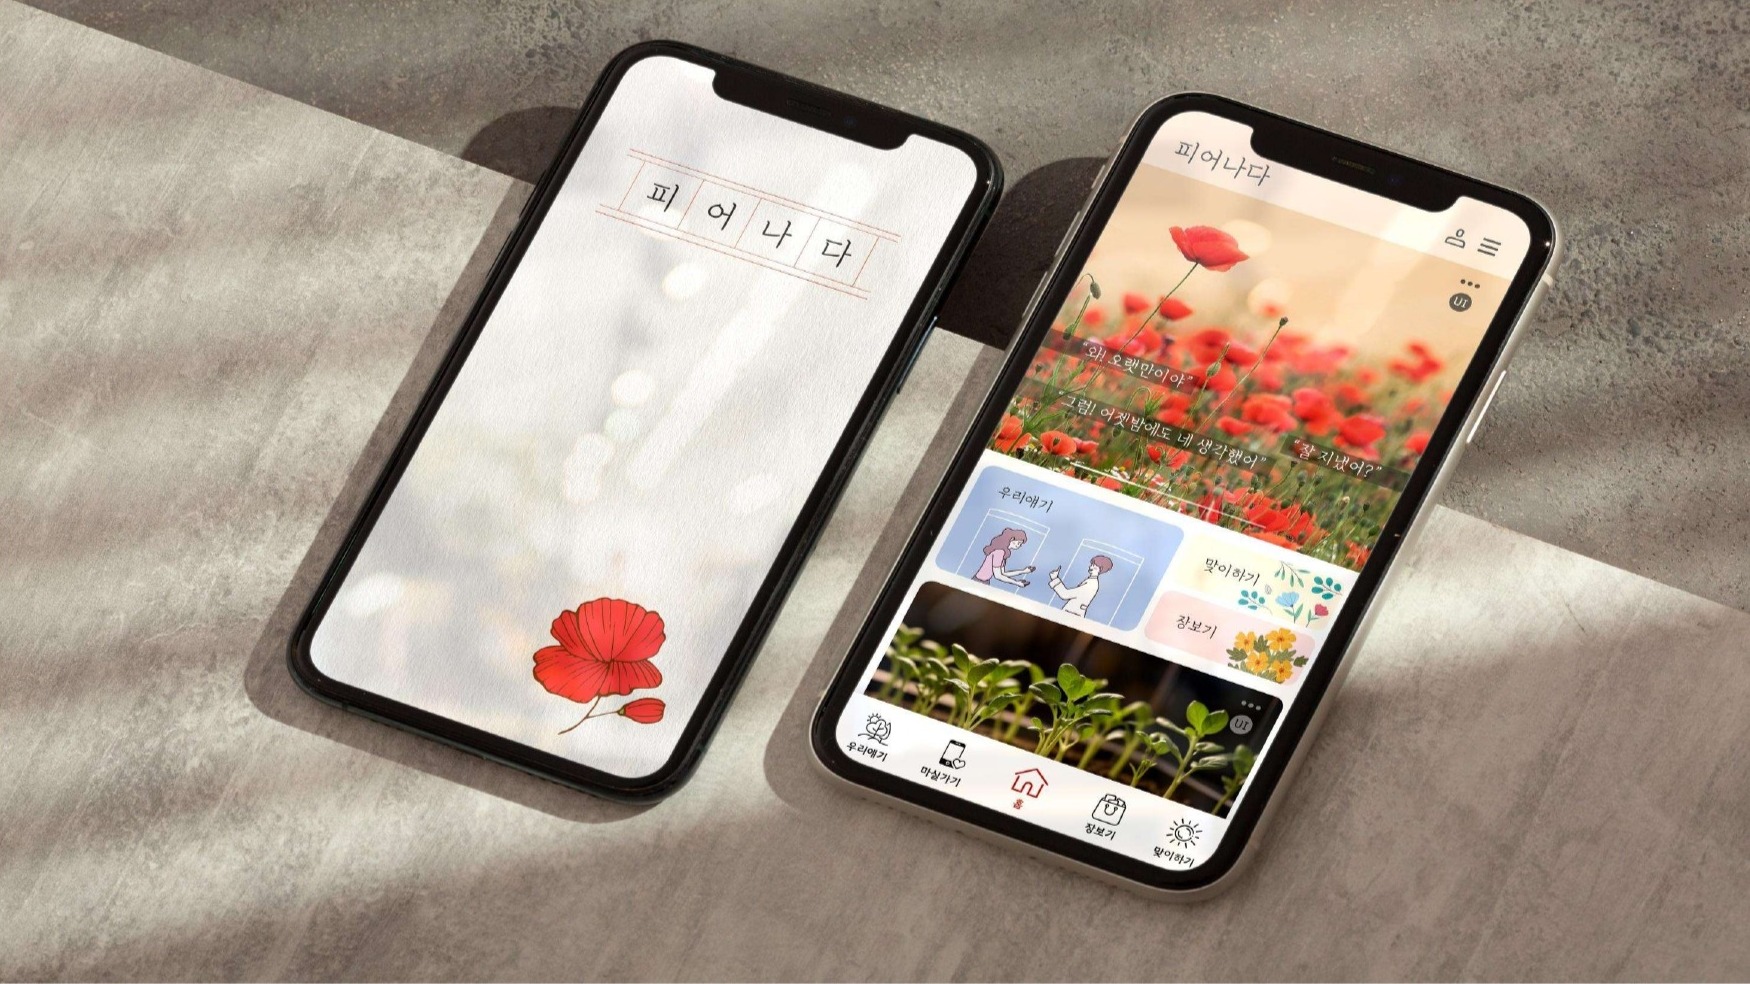 피어나다
피어나다
UI
"와! 오랫만이야"
"그럼! 어젯밤에도 네 생각했어"
"잘 지냈어?"
우리얘기
맞이하기
장보기
UI
우리얘기
마실가기
홈
장보기
맞이하기